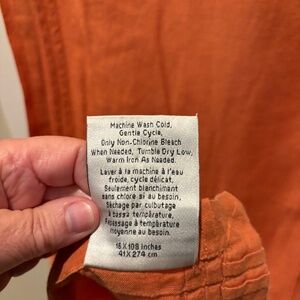 Machine Wash Cold,
Gentle Cycle,
Only Non-Chlorine Bleach
When Needed, Tumble Dry Low,
Warm Iron As Needed.
Laver à la machine à l'eau
froide, cycle délicat.
Seulement blanchiment
sans chlore si au besoin,
Séchage par culbutage
à basse température,
Repassage à température
moyenne au besoin.
16 X 108 inches
41 X 274 cm